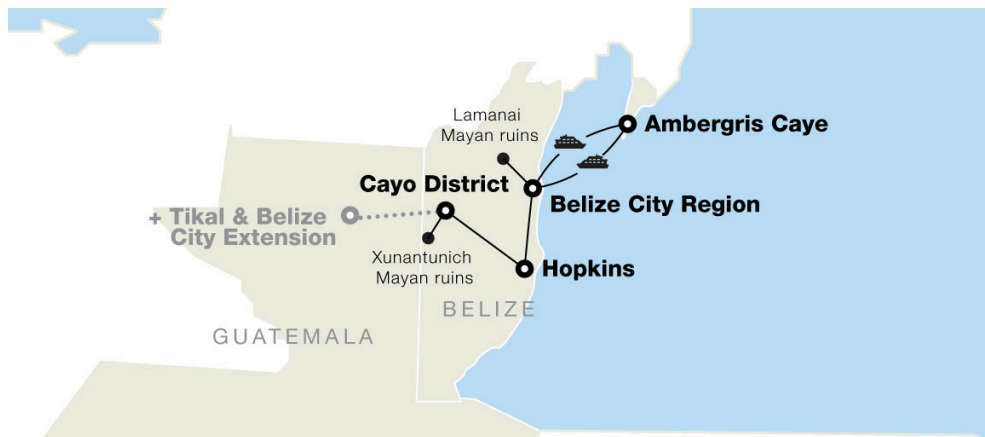 Lamanai
Mayan ruins
Ambergris Caye
Cayo District
Belize City Region
+ Tikal & Belize
City Extension
Xunantunich
Mayan ruins
Hopkins
BELIZE
GUATEMALA